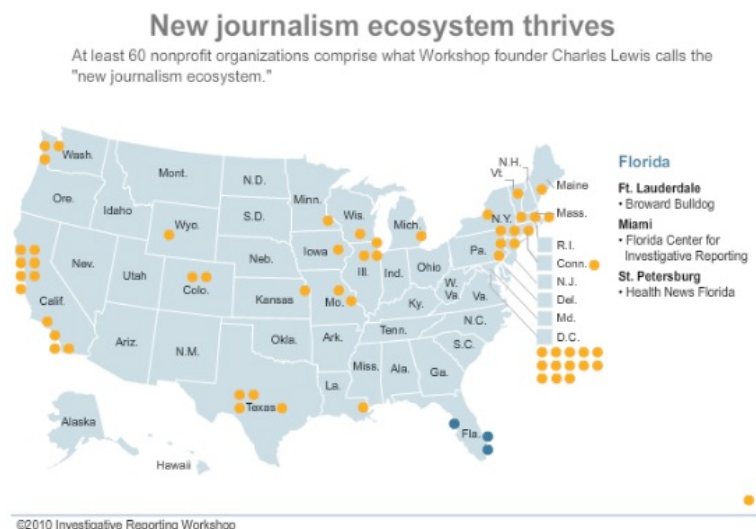 New journalism ecosystem thrives
At least 60 nonprofit organizations comprise what Workshop founder Charles Lewis calls the
"new journalism ecosystem."
Wash.
Ore.
Idaho
Mont.
N.D.
Minn.
Wis.
Mich.
Vt.
N.H.
Maine
N.Y.
Mass.
R.I.
Conn.
N.J.
Del.
Md.
D.C.
Wyo.
S.D.
Iowa
Neb.
Ill.
Ind.
Ohio
Pa.
Nev.
Utah
Colo.
Kansas
Mo.
Ky.
W.
Va.
Va.
Calif.
Ariz.
N.M.
Okla.
Ark.
Tenn.
N.C.
S.C.
Texas
La.
Miss.
Ala.
Ga.
Fla.
Alaska
Hawaii
Florida
Ft. Lauderdale
• Broward Bulldog
Miami
• Florida Center for
Investigative Reporting
St. Petersburg
• Health News Florida
©2010 Investigative Reporting Workshop